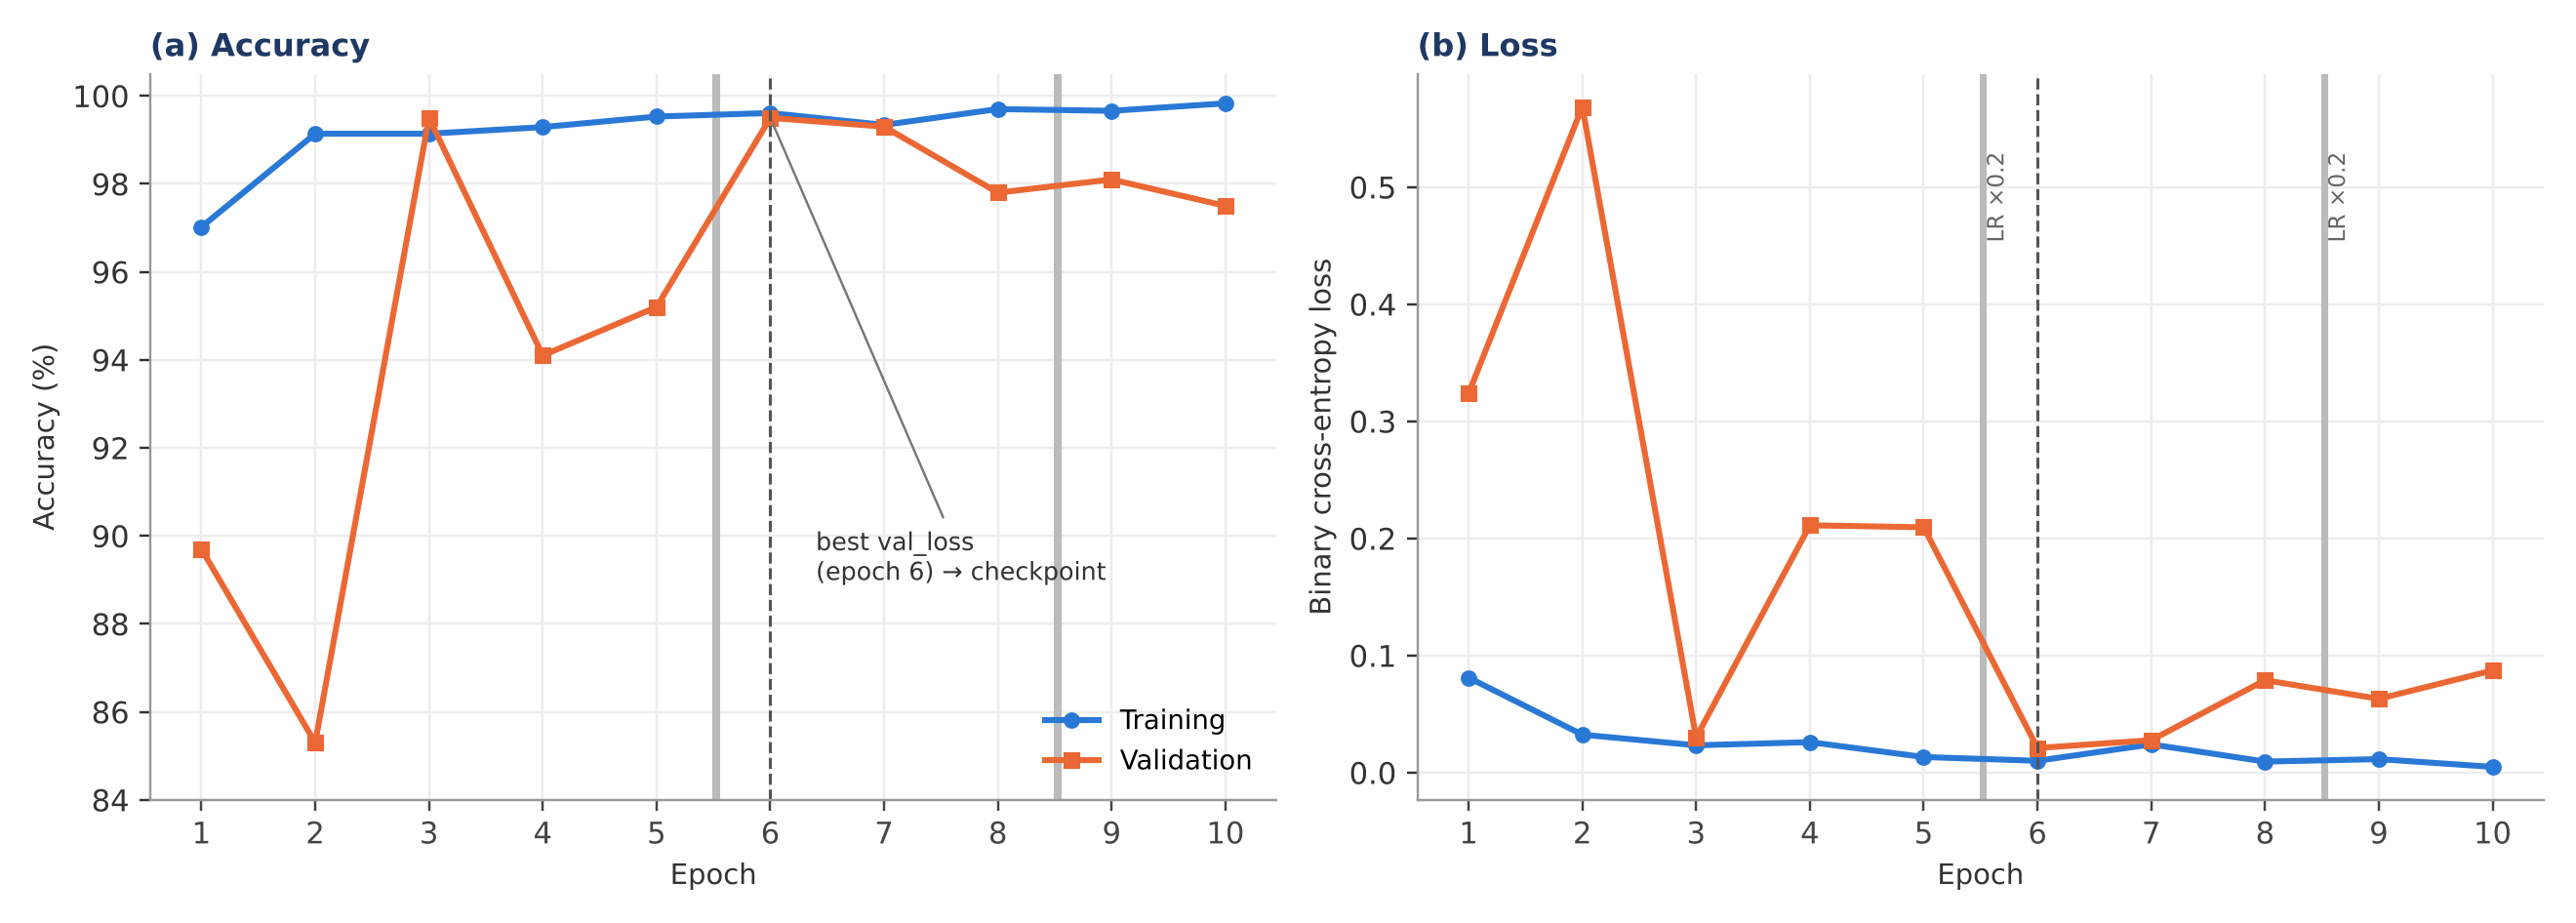 (a) Accuracy
Accuracy (%)
100
98
96
94
92
90
88
86
84
best val_loss
(epoch 6) → checkpoint
Training
Validation
1 2 3 4 5 6 7 8 9 10
Epoch
(b) Loss
Binary cross-entropy loss
0.5
0.4
0.3
0.2
0.1
0.0
LR ×0.2
LR ×0.2
1 2 3 4 5 6 7 8 9 10
Epoch